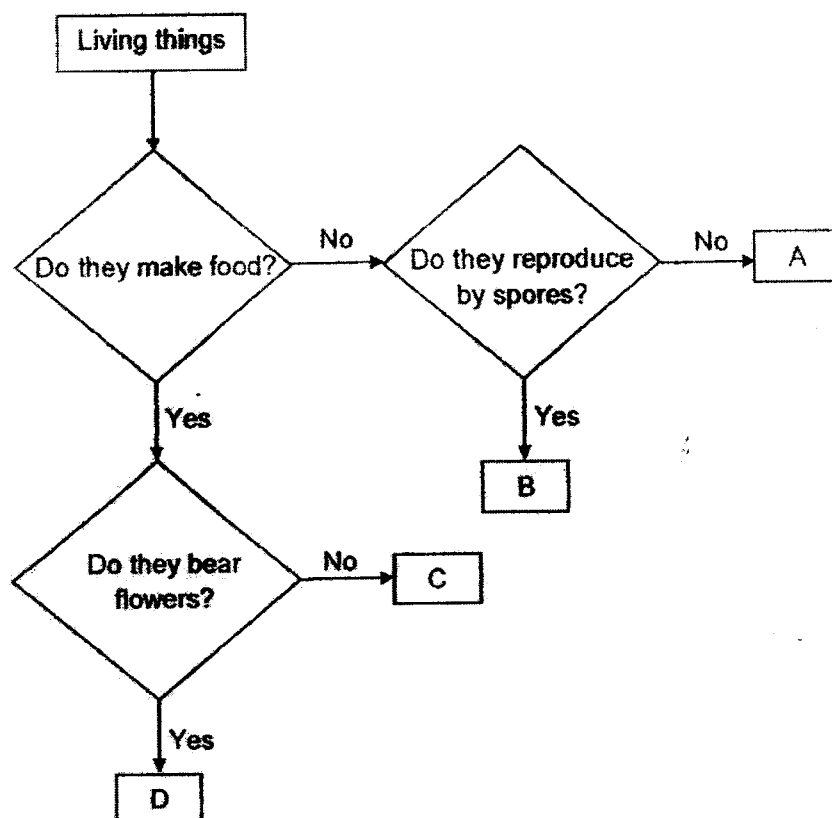 Living things
Do they make food?
No
Do they reproduce
by spores?
No
A
Yes
Yes
B
Do they bear
flowers?
No
C
Yes
D